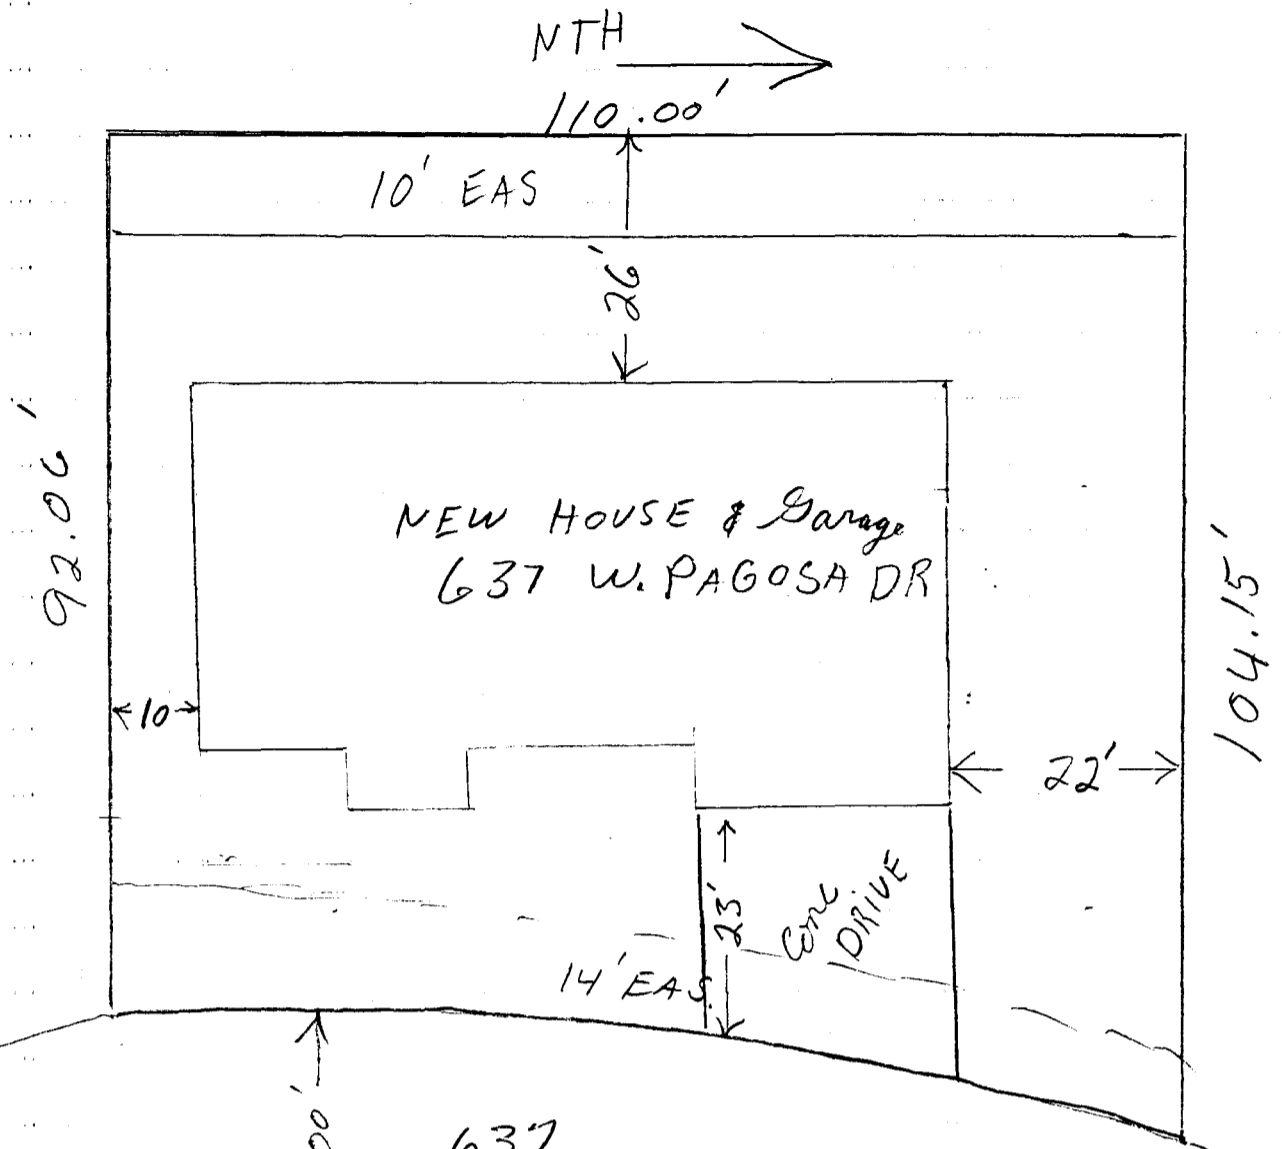 NTH
110.00'
10' EAS
26'
92.06'
NEW HOUSE & Garage
637 W. PAGOSA DR
104.15'
10
22'
23'
Conc
DRIVE
14' EAS.
637